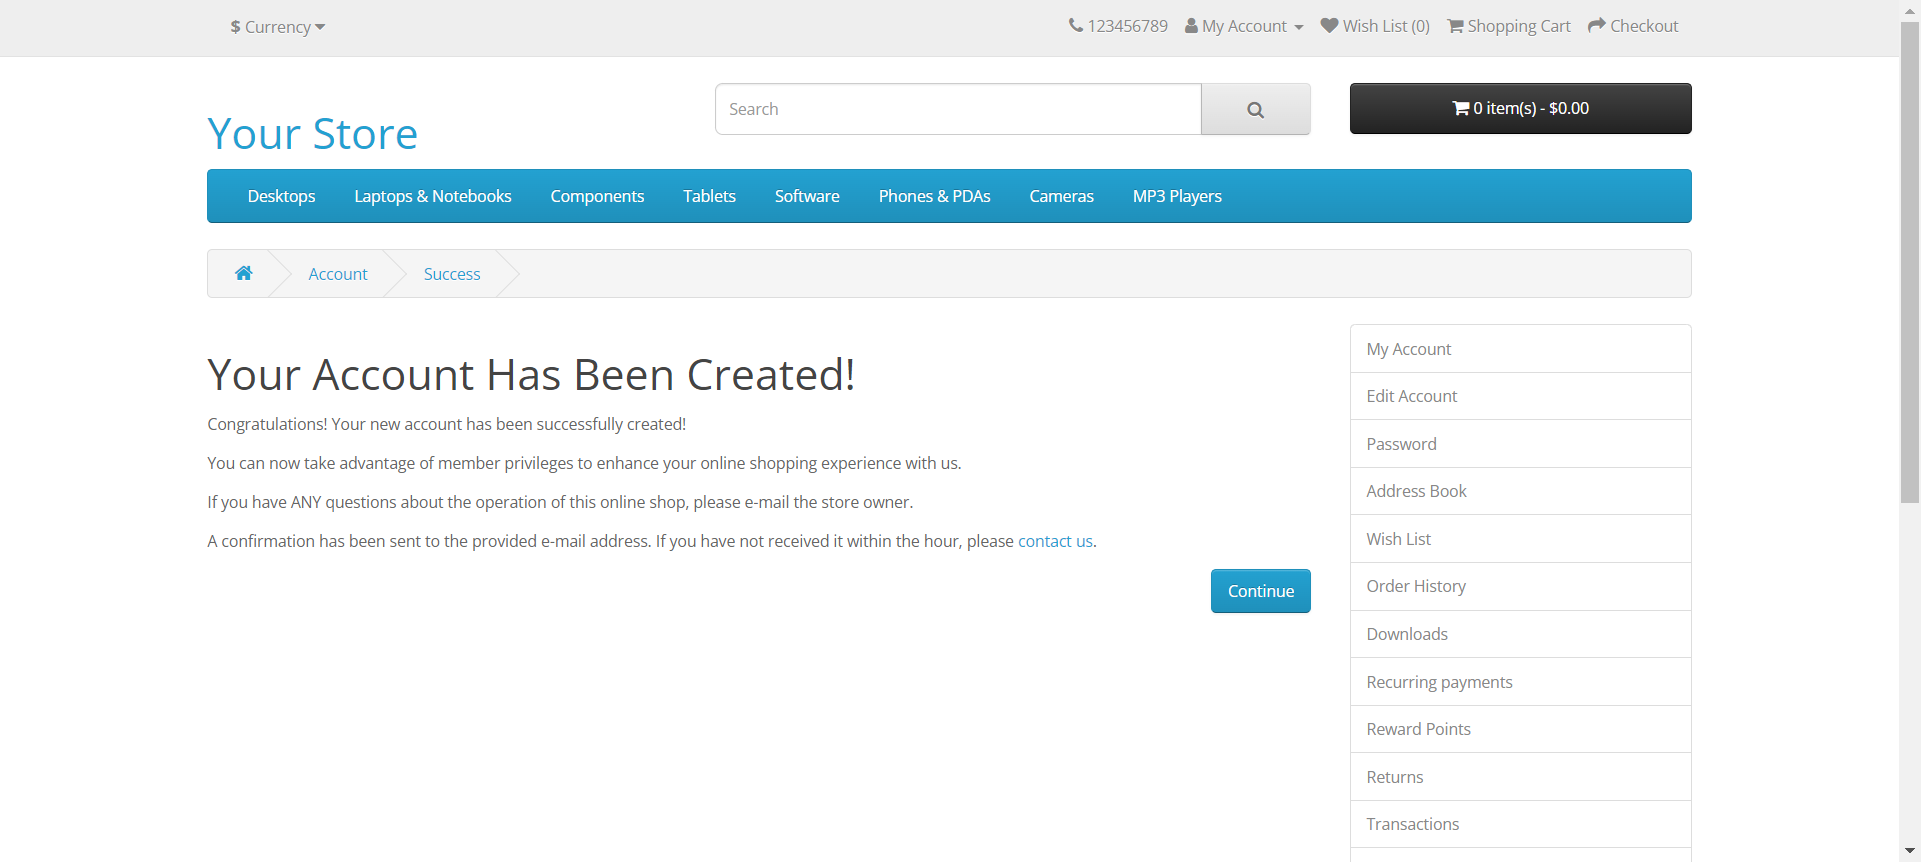 $ Currency
123456789 My Account Wish List (0) Shopping Cart Checkout
Your Store
Search
0 item(s) - $0.00
Desktops Laptops & Notebooks Components Tablets Software Phones & PDAs Cameras MP3 Players
Account Success
Your Account Has Been Created!
Congratulations! Your new account has been successfully created!
You can now take advantage of member privileges to enhance your online shopping experience with us.
If you have ANY questions about the operation of this online shop, please e-mail the store owner.
A confirmation has been sent to the provided e-mail address. If you have not received it within the hour, please contact us.
Continue
My Account
Edit Account
Password
Address Book
Wish List
Order History
Downloads
Recurring payments
Reward Points
Returns
Transactions